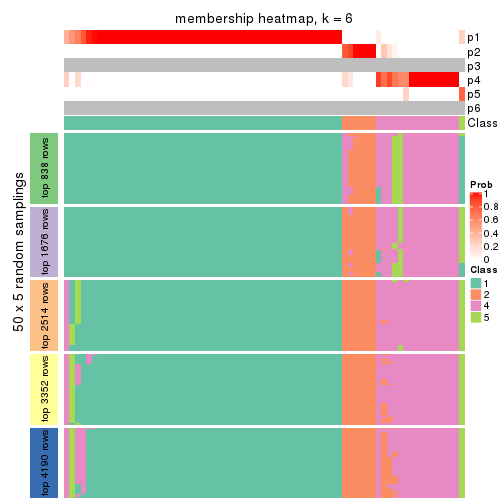 membership heatmap, k = 6
p1
p2
p3
p4
p5
p6
Class
50 x 5 random samplings
top 838 rows
top 1676 rows
top 2514 rows
top 3352 rows
top 4190 rows
Prob
1
0.8
0.6
0.4
0.2
0
Class
1
2
4
5